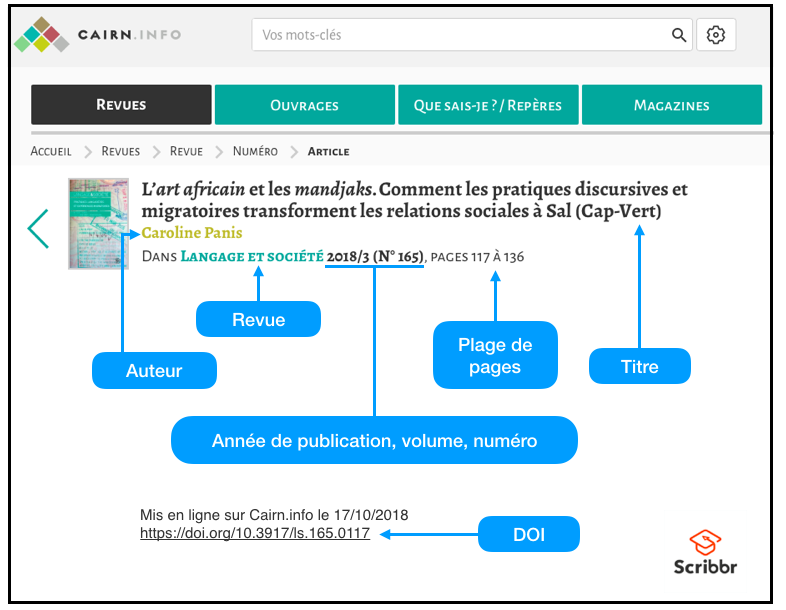 CAIRN.INFO
Vos mots-clés
Revues
Ouvrages
Que sais-je ? / Repères
Magazines
Accueil > Revues > Revue > Numéro > Article
L'art africain et les mandjaks. Comment les pratiques discursives et
migratoires transforment les relations sociales à Sal (Cap-Vert)
Caroline Panis
Dans Langage et société 2018/3 (N° 165), pages 117 à 136
Revue
Plage de
pages
Titre
Auteur
Année de publication, volume, numéro
Mis en ligne sur Cairn.info le 17/10/2018
https://doi.org/10.3917/ls.165.0117
DOI
Scribbr